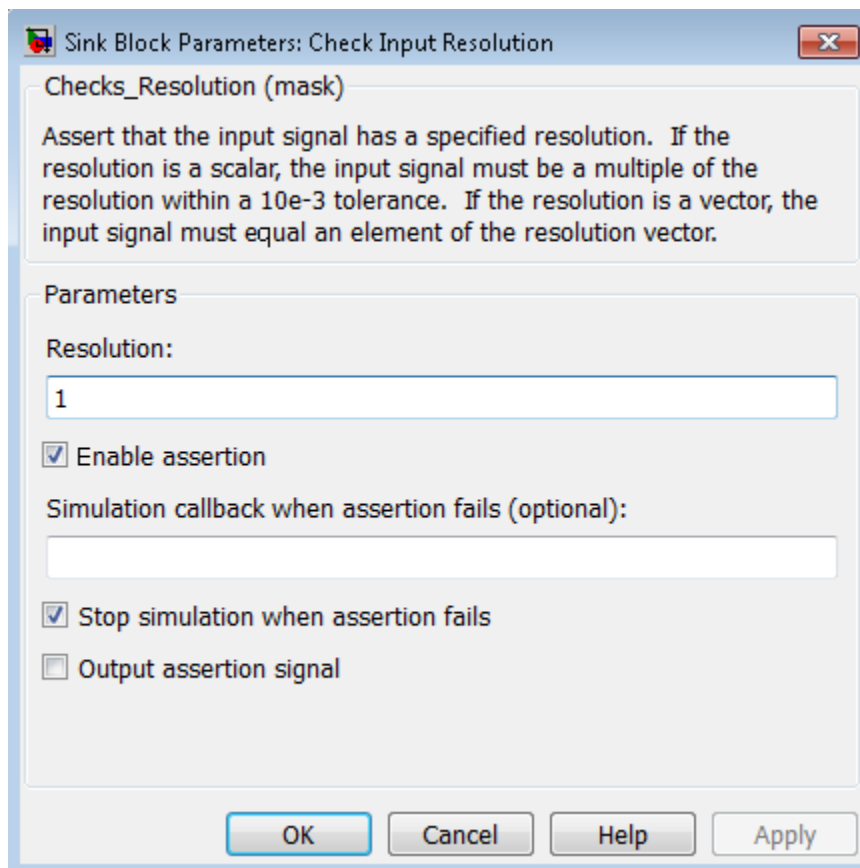 Sink Block Parameters: Check Input Resolution
Checks_Resolution (mask)
Assert that the input signal has a specified resolution.  If the
resolution is a scalar, the input signal must be a multiple of the
resolution within a 10e-3 tolerance.  If the resolution is a vector, the
input signal must equal an element of the resolution vector.
Parameters
Resolution:
1
Enable assertion
Simulation callback when assertion fails (optional):
Stop simulation when assertion fails
Output assertion signal
OK Cancel Help Apply